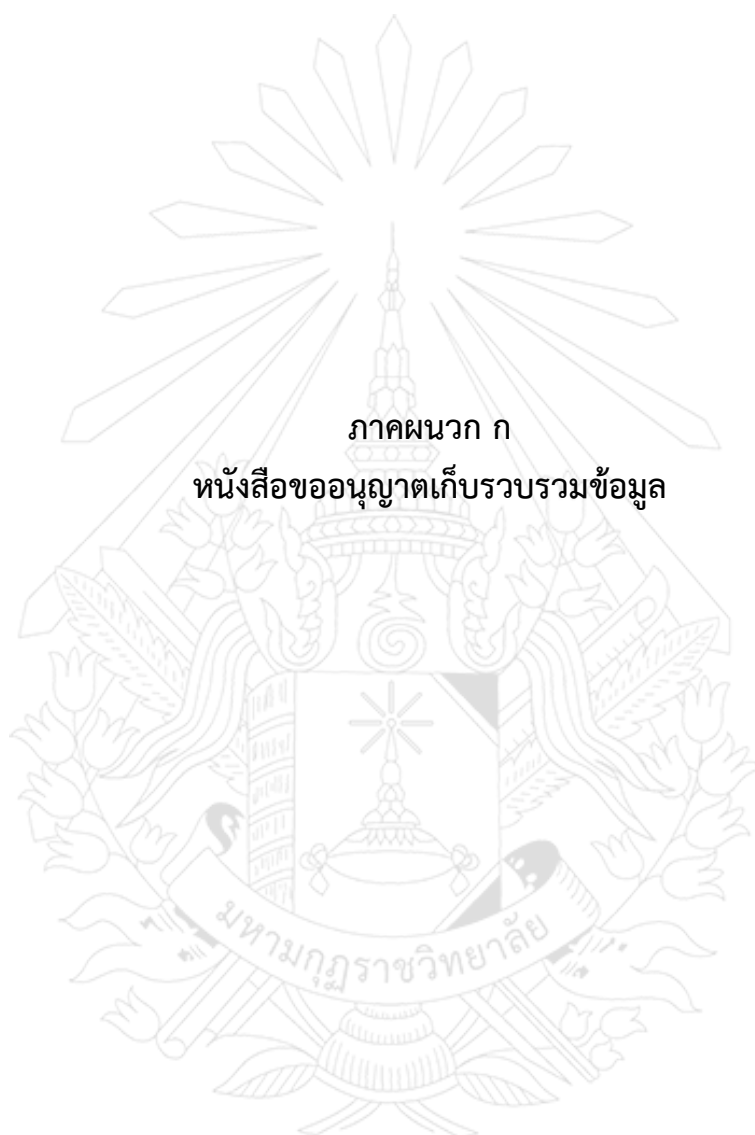 ภาคผนวก ก
หนังสือขออนุญาตเก็บรวบรวมข้อมูล
มหามกุฏราชวิทยาลัย